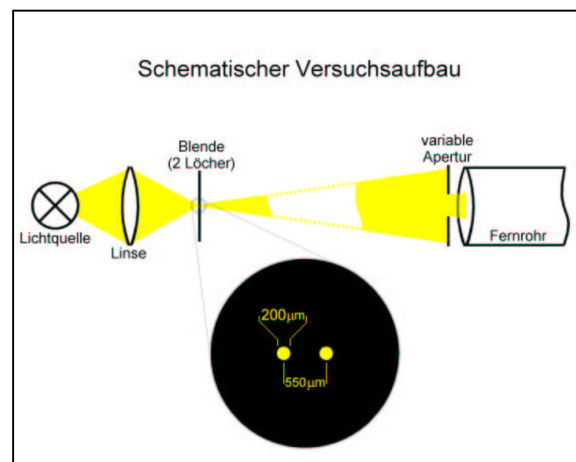 Schematischer Versuchsaufbau
Blende
(2 Löcher)
variable
Apertur
Lichtquelle
Linse
Fernrohr
200µm
550µm